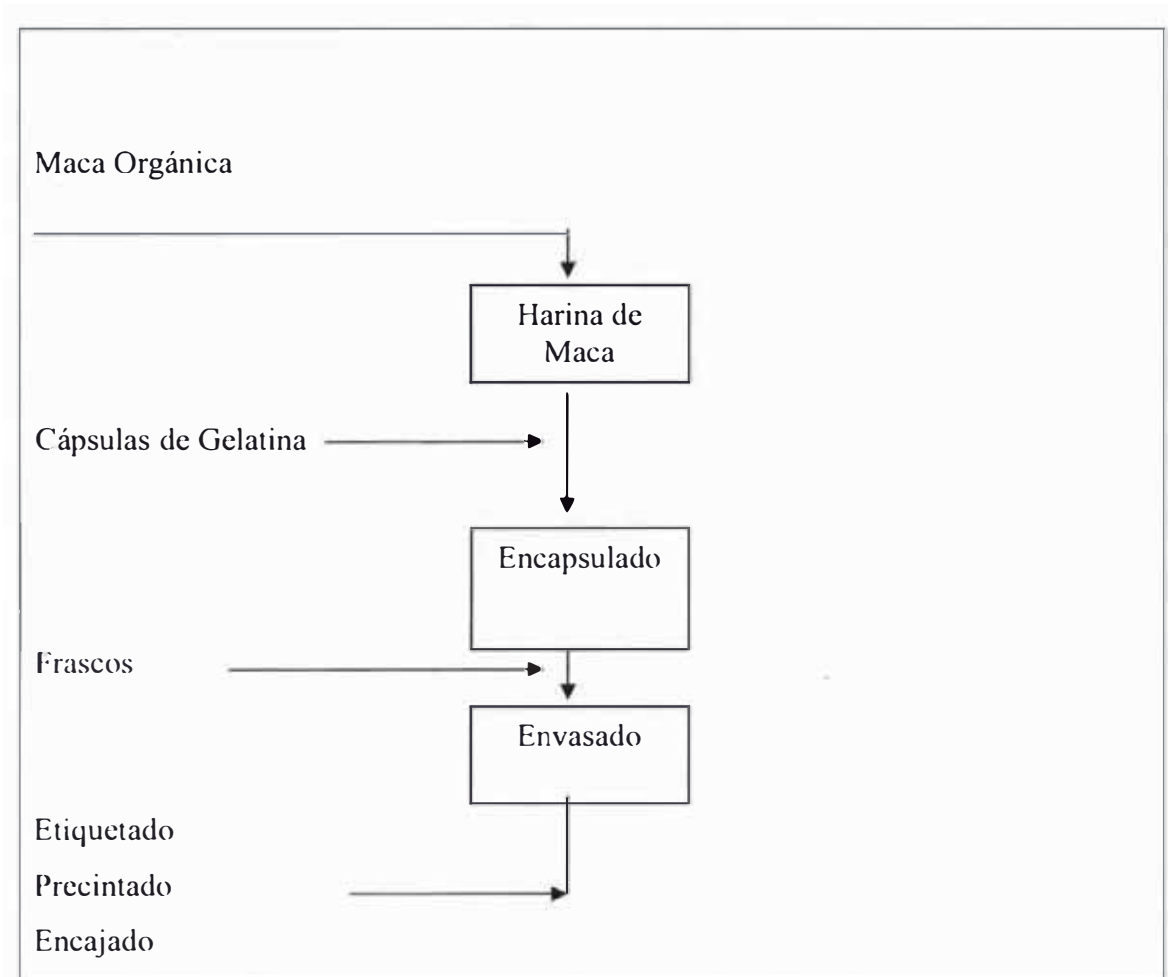 Maca Orgánica
Harina de
Maca
Cápsulas de Gelatina
Encapsulado
Frascos
Envasado
Etiquetado
Precintado
Encajado